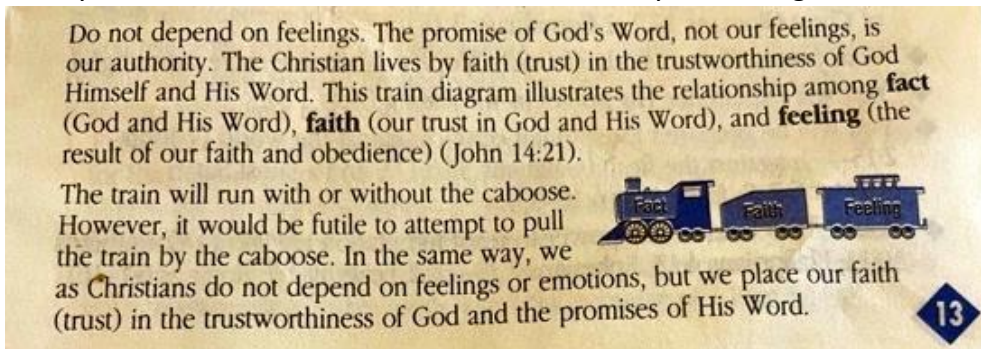 Do not depend on feelings. The promise of God's Word, not our feelings, is
our authority. The Christian lives by faith (trust) in the trustworthiness of God
Himself and His Word. This train diagram illustrates the relationship among fact
(God and His Word), faith (our trust in God and His Word), and feeling (the
result of our faith and obedience) (John 14:21).
The train will run with or without the caboose.
However, it would be futile to attempt to pull
the train by the caboose. In the same way, we
as Christians do not depend on feelings or emotions, but we place our faith
(trust) in the trustworthiness of God and the promises of His Word.
Fact Faith Feeling
13